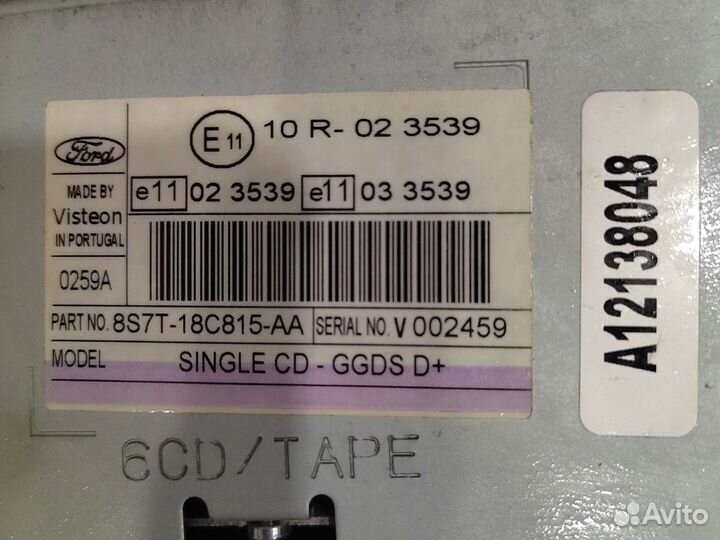 E 11 10 R- 02 3539
Ford
e11 02 3539 e11 03 3539
MADE BY
Visteon
IN PORTUGAL
0259A
PART NO. 8S7T-18C815-AA SERIAL NO. V 002459
MODEL SINGLE CD - GGDS D+
6CD/TAPE
A12138048
Avito